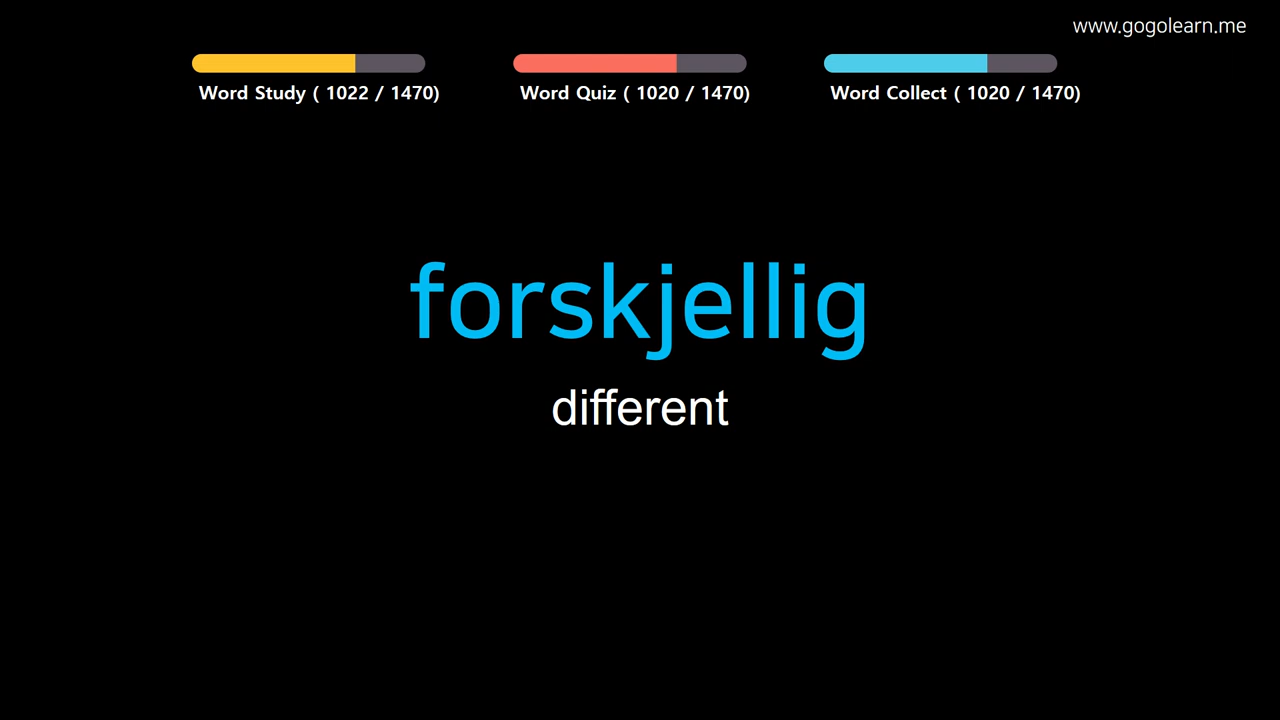 www.gogolearn.me
Word Study ( 1022 / 1470)
Word Quiz ( 1020 / 1470)
Word Collect ( 1020 / 1470)
forskjellig
different